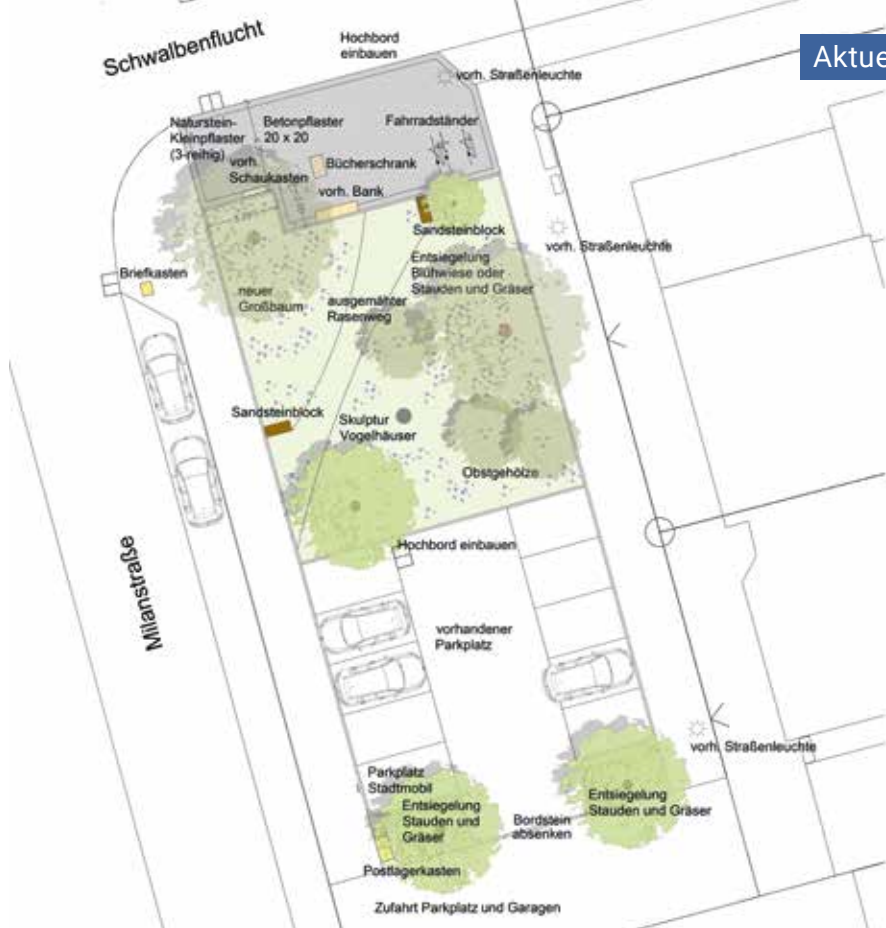 Schwalbenflucht
Hochbord
einbauen
Aktue
vorh. Straßenleuchte
Naturstein-
Kleinpflaster
(3-reihig)
Betonpflaster
20 x 20
Fahrradständer
vorh.
Schaukasten
Bücherschrank
vorh. Bank
Sandsteinblock
vorh. Straßenleuchte
Entsiegelung
Blühwiese oder
Stauden und Gräser
Briefkasten
neuer
Großbaum
ausgemähter
Rasenweg
Sandsteinblock
Skulptur
Vogelhäuser
Obstgehölze
Hochbord einbauen
Milanstraße
vorhandener
Parkplatz
vorh. Straßenleuchte
Parkplatz
Stadtmobil
Entsiegelung
Stauden und
Gräser
Bordstein
absenken
Entsiegelung
Stauden und Gräser
Postlagerkasten
Zufahrt Parkplatz und Garagen